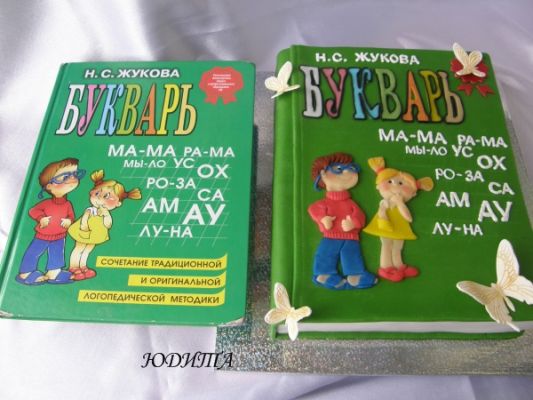 Н.С. ЖУКОВА
БУКВАРЬ
МА-МА РА-МА
МЫ-ЛО УС
ОХ
РО-ЗА
СА
АМ
АУ
ЛУ-НА
СОЧЕТАНИЕ ТРАДИЦИОННОЙ
И ОРИГИНАЛЬНОЙ
ЛОГОПЕДИЧЕСКОЙ МЕТОДИКИ
Н.С. ЖУКОВА
БУКВАРЬ
МА-МА РА-МА
МЫ-ЛО УС
ОХ
РО-ЗА
СА
АМ
АУ
ЛУ-НА
ЮДИТА